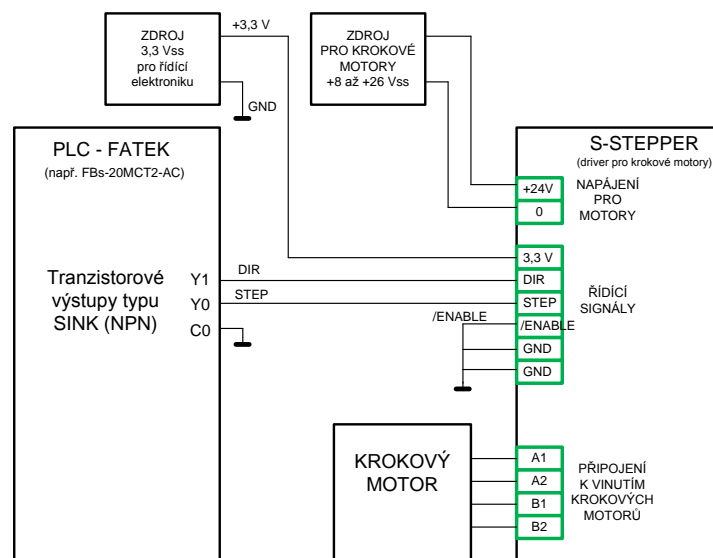 ZDROJ
3,3 Vss
pro řídící
elektroniku
+3,3 V
GND
ZDROJ
PRO KROKOVÉ
MOTORY
+8 až +26 Vss
PLC - FATEK
(např. FBs-20MCT2-AC)
Tranzistorové
výstupy typu
SINK (NPN)
Y1
Y0
C0
DIR
STEP
/ENABLE
S-STEPPER
(driver pro krokové motory)
+24V
0
NAPÁJENÍ
PRO
MOTORY
3,3 V
DIR
STEP
/ENABLE
GND
GND
ŘÍDÍCÍ
SIGNÁLY
KROKOVÝ
MOTOR
A1
A2
B1
B2
PŘIPOJENÍ
K VINUTÍM
KROKOVÝCH
MOTORŮ